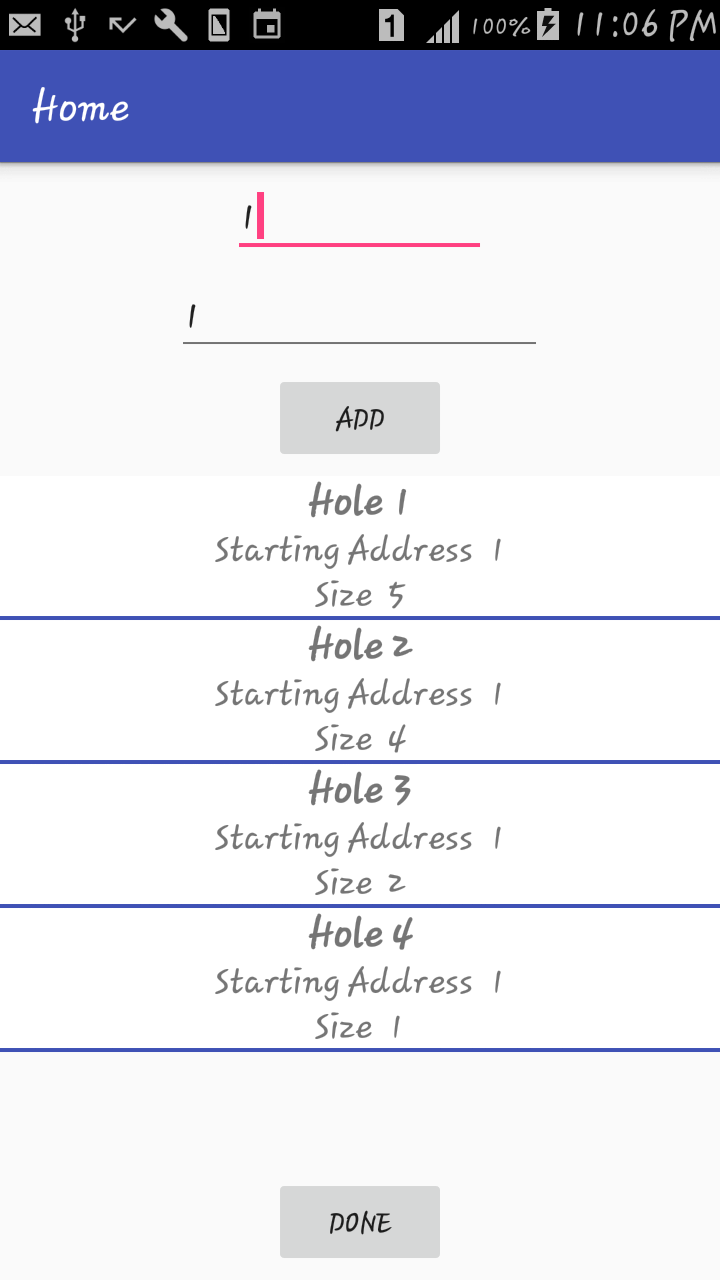 1 100% 11:06 PM
Home
1
1
ADD
Hole 1
Starting Address 1
Size 5
Hole 2
Starting Address 1
Size 4
Hole 3
Starting Address 1
Size 2
Hole 4
Starting Address 1
Size 1
DONE